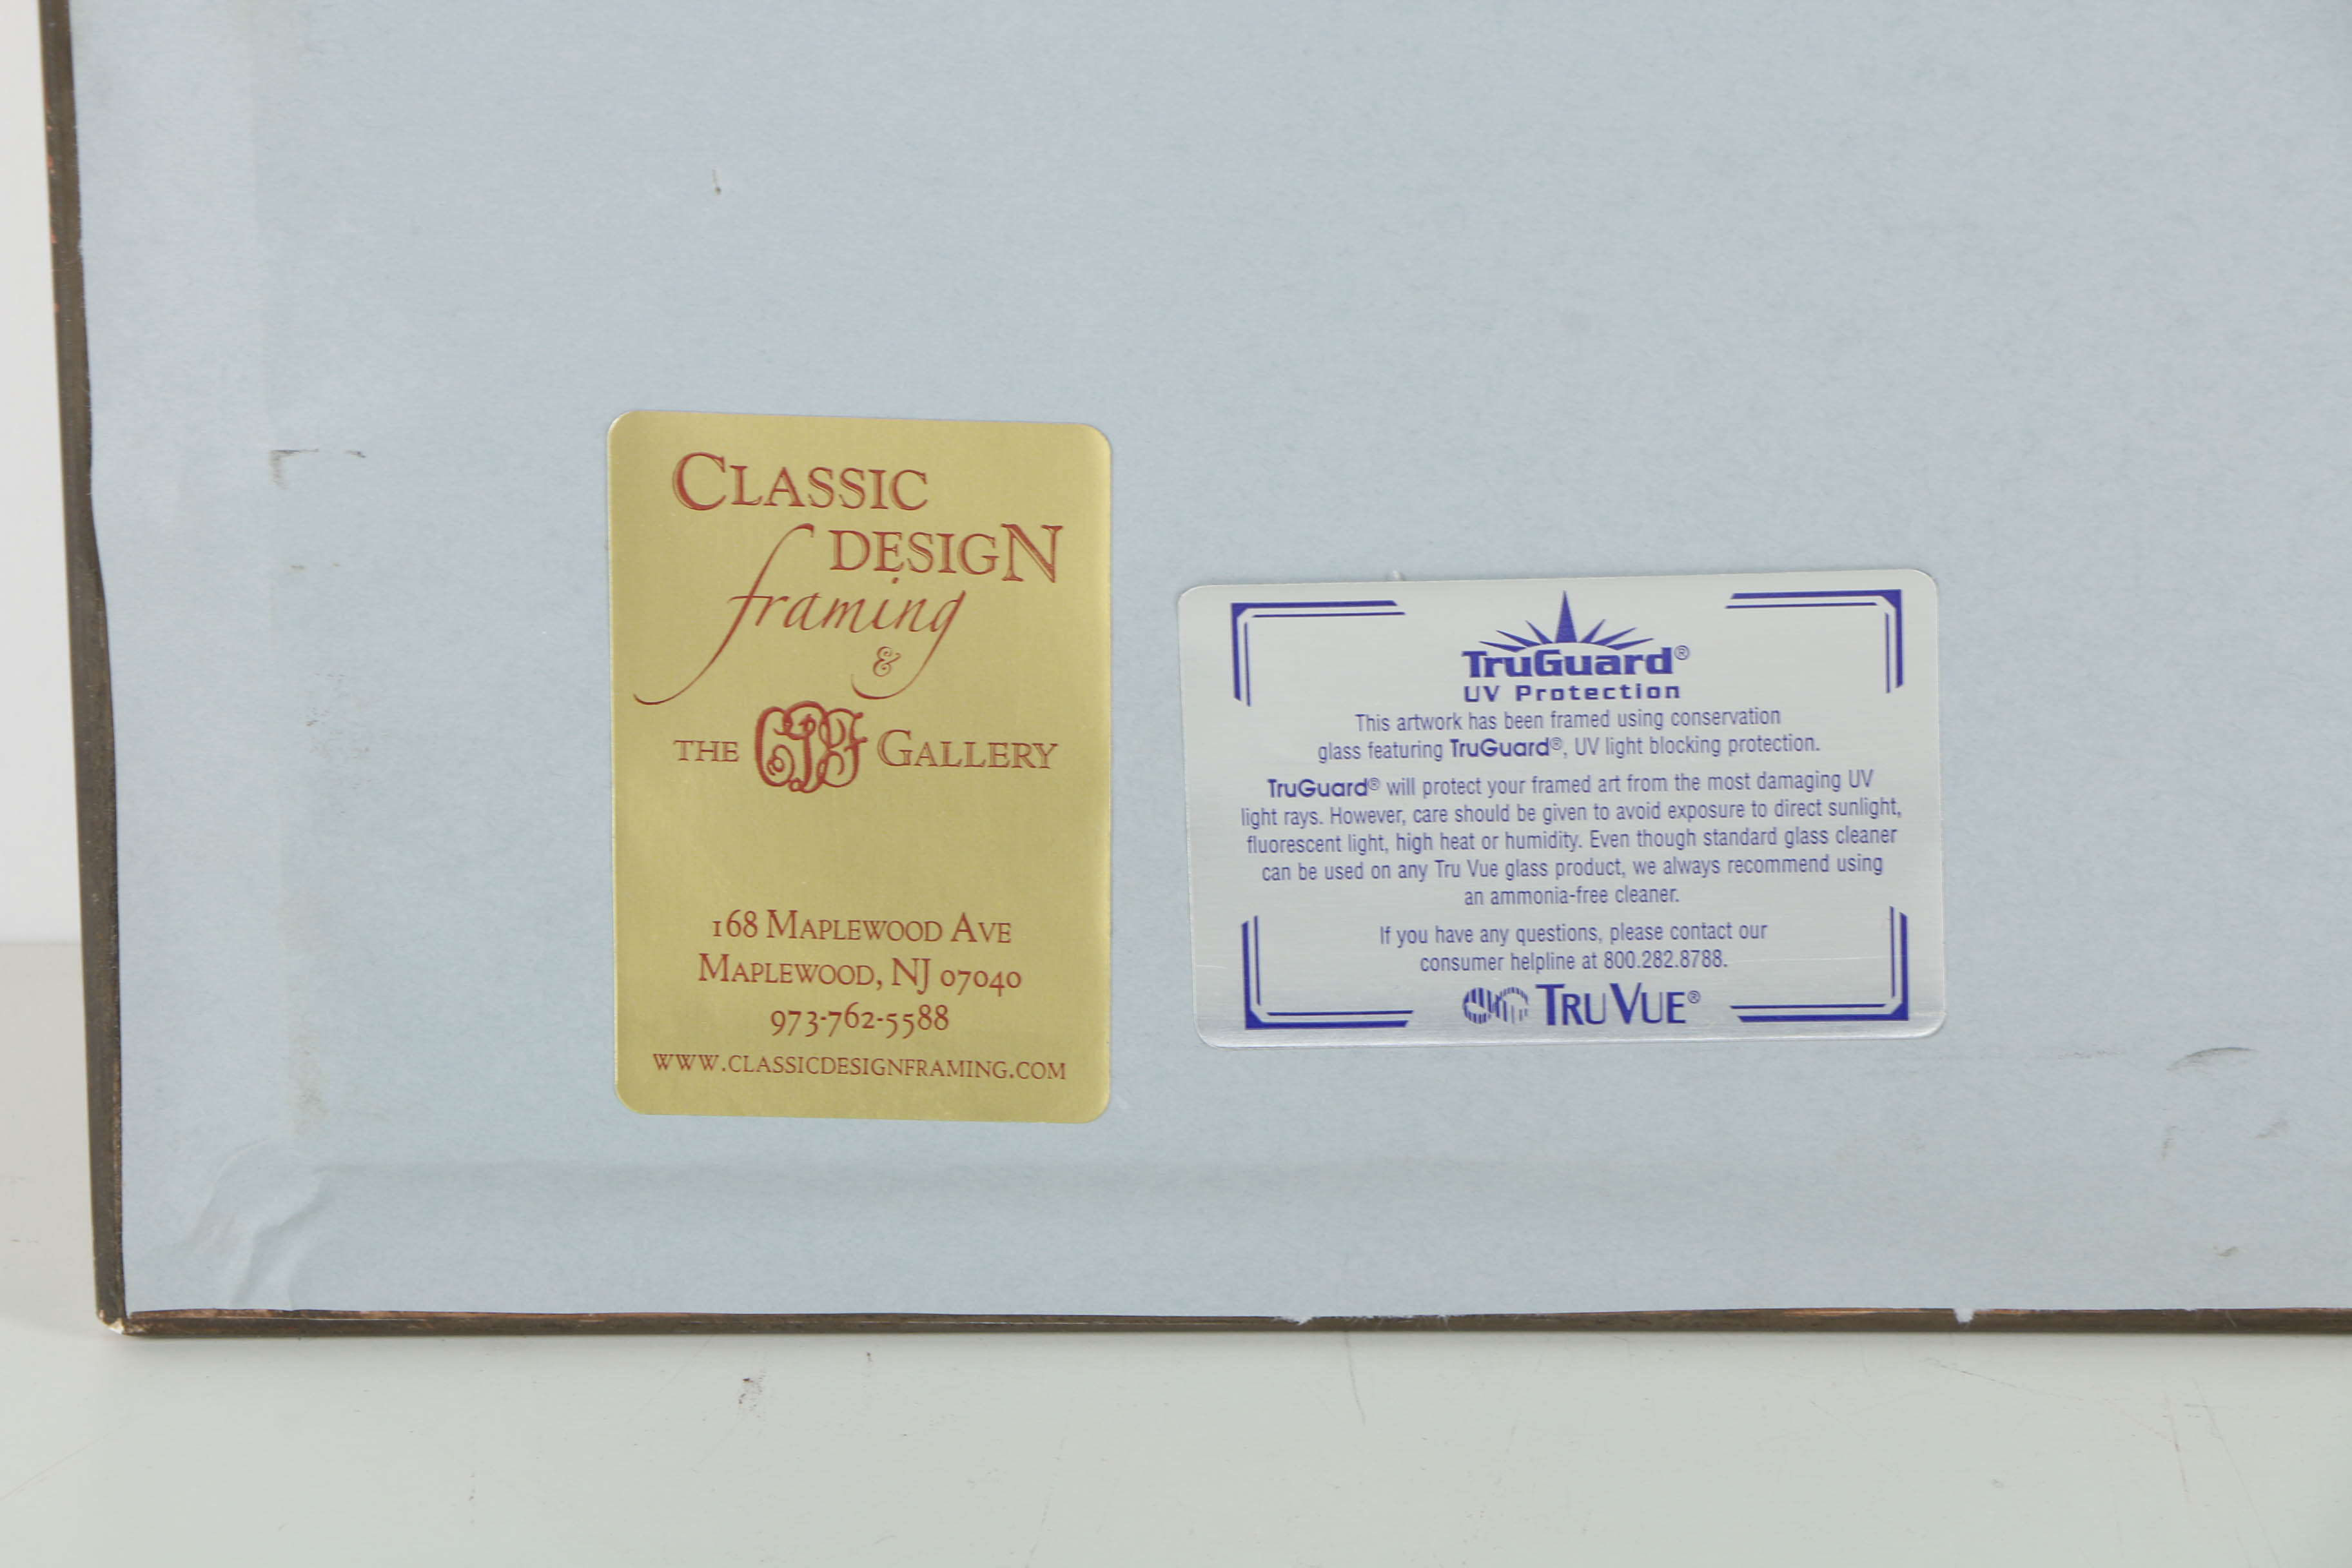 CLASSIC
DESIGN
framing
&
THE CDF GALLERY
168 MAPLEWOOD AVE
MAPLEWOOD, NJ 07040
973-762-5588
WWW.CLASSICDESIGNFRAMING.COM
TruGuard®
UV Protection
This artwork has been framed using conservation
glass featuring TruGuard®, UV light blocking protection.
TruGuard® will protect your framed art from the most damaging UV
light rays. However, care should be given to avoid exposure to direct sunlight,
fluorescent light, high heat or humidity. Even though standard glass cleaner
can be used on any Tru Vue glass product, we always recommend using
an ammonia-free cleaner.
If you have any questions, please contact our
consumer helpline at 800.282.8788.
TRU VUE®